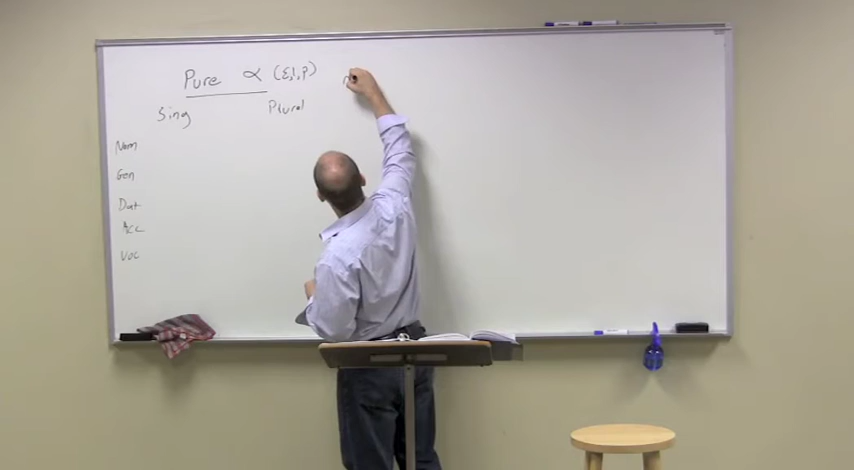 Pure α (ε,ι,ρ)
Sing Plural
Nom
Gen
Dat
Acc
Voc